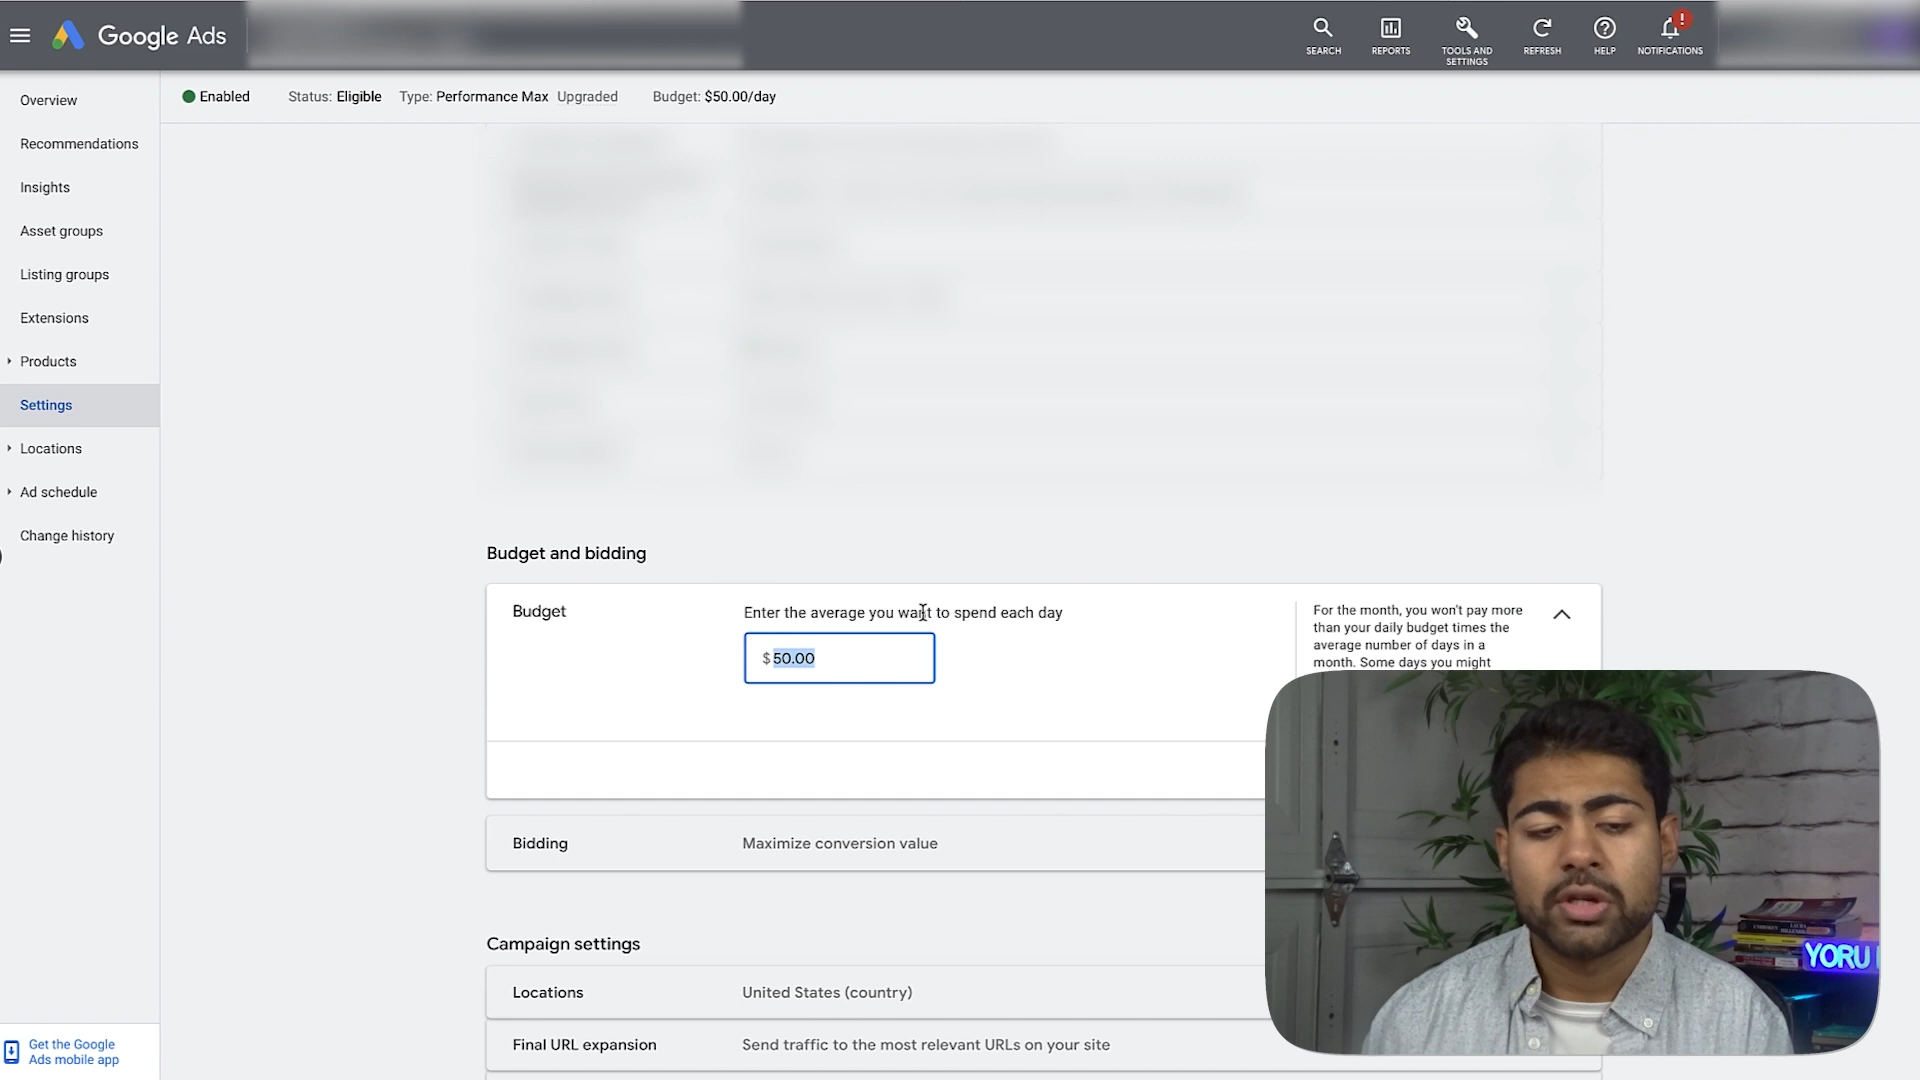 Google Ads
SEARCH
REPORTS
TOOLS AND
SETTINGS
REFRESH
HELP
!
NOTIFICATIONS
Overview
Recommendations
Insights
Asset groups
Listing groups
Extensions
Products
Settings
Locations
Ad schedule
Change history
Get the Google
Ads mobile app
Enabled
Status: Eligible
Type: Performance Max Upgraded
Budget: $50.00/day
Budget and bidding
Budget
Enter the average you want to spend each day
$50.00
For the month, you won't pay more
than your daily budget times the
average number of days in a
month. Some days you might
Bidding
Maximize conversion value
Campaign settings
Locations
United States (country)
Final URL expansion
Send traffic to the most relevant URLs on your site
YORU